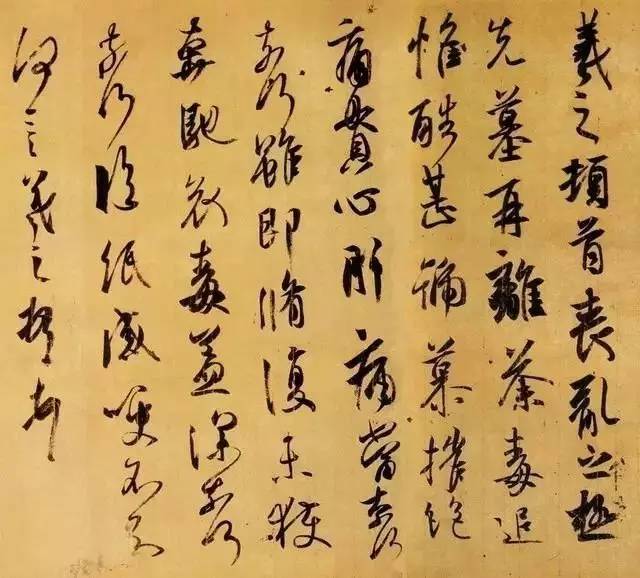 羲之頓首喪亂之極
先墓再離荼毒追
惟酷甚號慕摧絕
痛貫心肝痛當奈何
奈何雖即脩復未獲
奔馳哀毒益深奈何
奈何臨紙感哽不知
何言羲之頓首